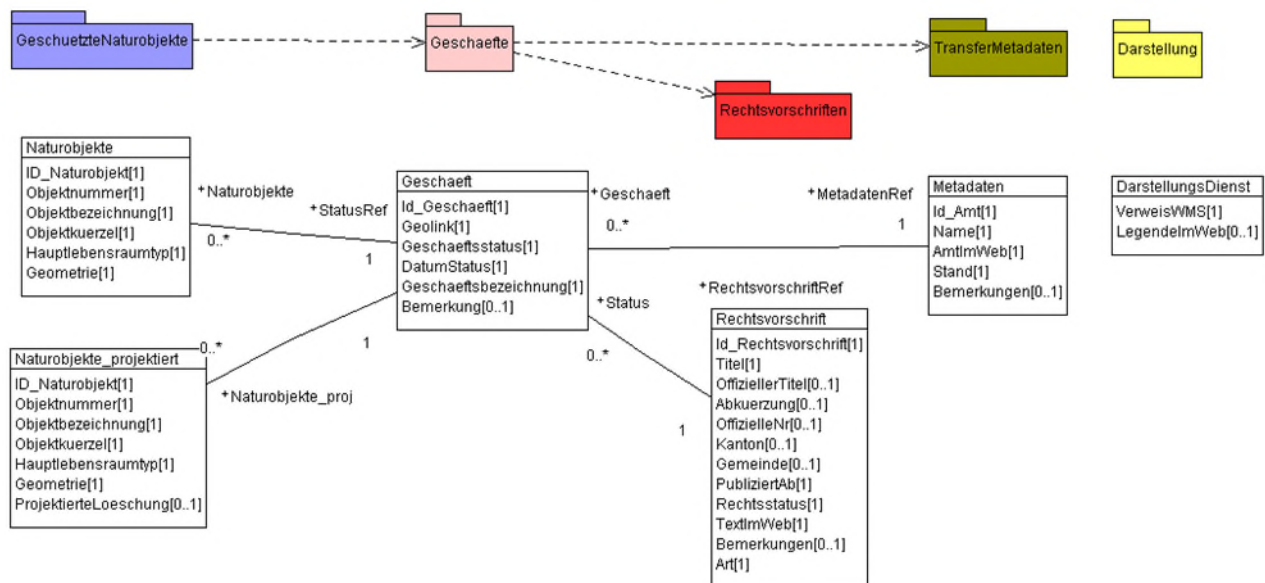 GeschuetzteNaturobjekte
Geschaefte
TransferMetadaten
Darstellung
Rechtsvorschriften
Naturobjekte
ID_Naturobjekt[1]
Objektnummer[1]
Objektbezeichnung[1]
Objektkuerzel[1]
Hauptlebensraumtyp[1]
Geometrie[1]
+Naturobjekte
0..*
+StatusRef
1
Geschaeft
Id_Geschaeft[1]
Geolink[1]
Geschaeftsstatus[1]
DatumStatus[1]
Geschaeftsbezeichnung[1]
Bemerkung[0..1]
+Geschaeft
0..*
+MetadatenRef
1
Metadaten
Id_Amt[1]
Name[1]
AmtImWeb[1]
Stand[1]
Bemerkungen[0..1]
DarstellungsDienst
VerweisWMS[1]
LegendeImWeb[0..1]
Naturobjekte_projektiert
ID_Naturobjekt[1]
Objektnummer[1]
Objektbezeichnung[1]
Objektkuerzel[1]
Hauptlebensraumtyp[1]
Geometrie[1]
ProjektierteLoeschung[0..1]
0..*
+Naturobjekte_proj
1
+Status
0..*
+RechtsvorschriftRef
1
Rechtsvorschrift
Id_Rechtsvorschrift[1]
Titel[1]
OffiziellerTitel[0..1]
Abkuerzung[0..1]
OffizielleNr[0..1]
Kanton[0..1]
Gemeinde[0..1]
PubliziertAb[1]
Rechtsstatus[1]
TextImWeb[1]
Bemerkungen[0..1]
Art[1]